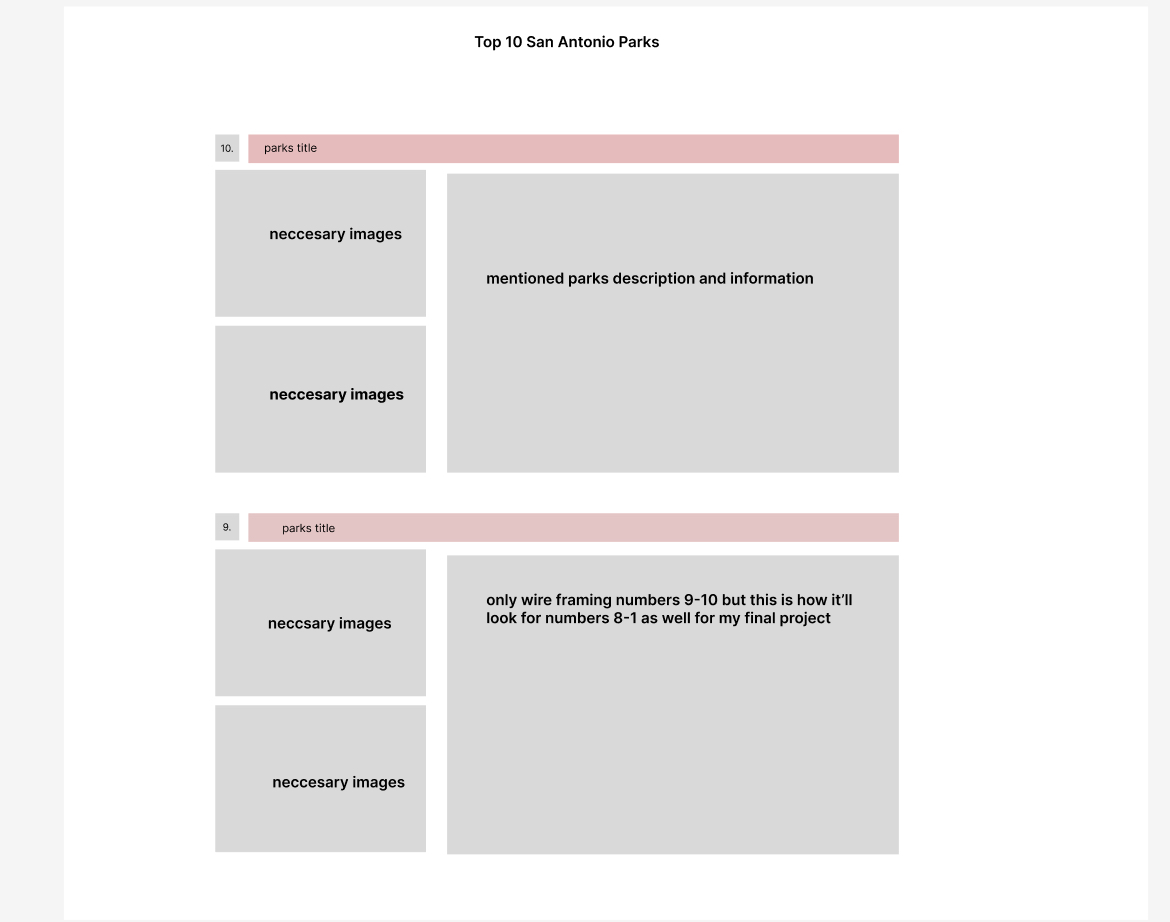 Top 10 San Antonio Parks
10.
parks title
neccesary images
mentioned parks description and information
neccesary images
9.
parks title
only wire framing numbers 9-10 but this is how it’ll
look for numbers 8-1 as well for my final project
neccsary images
neccesary images